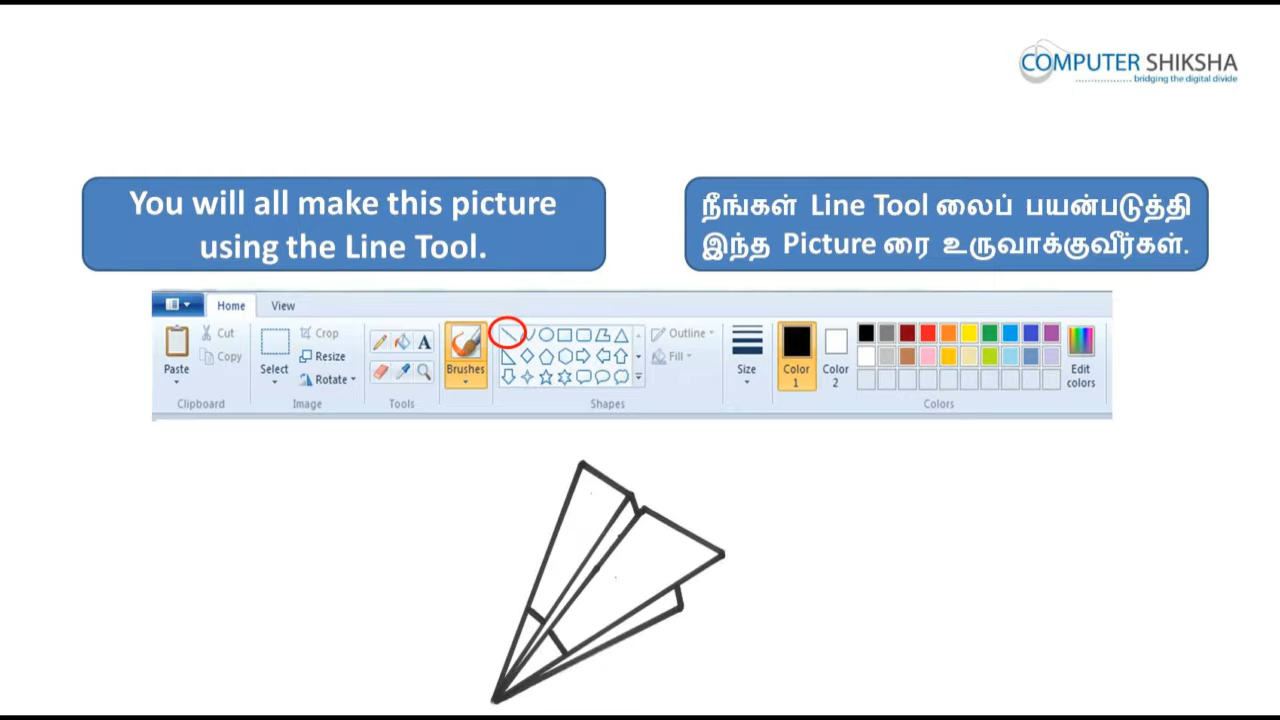 COMPUTER SHIKSHA
bridging the digital divide
You will all make this picture
using the Line Tool.
நீங்கள் Line Tool லைப் பயன்படுத்தி
இந்த Picture ரை உருவாக்குவீர்கள்.
Home View
Paste
Cut
Copy
Clipboard
Select
Crop
Resize
Rotate
Image
A
Tools
Brushes
Shapes
Outline
Fill
Size
Color
1
Color
2
Colors
Edit
colors